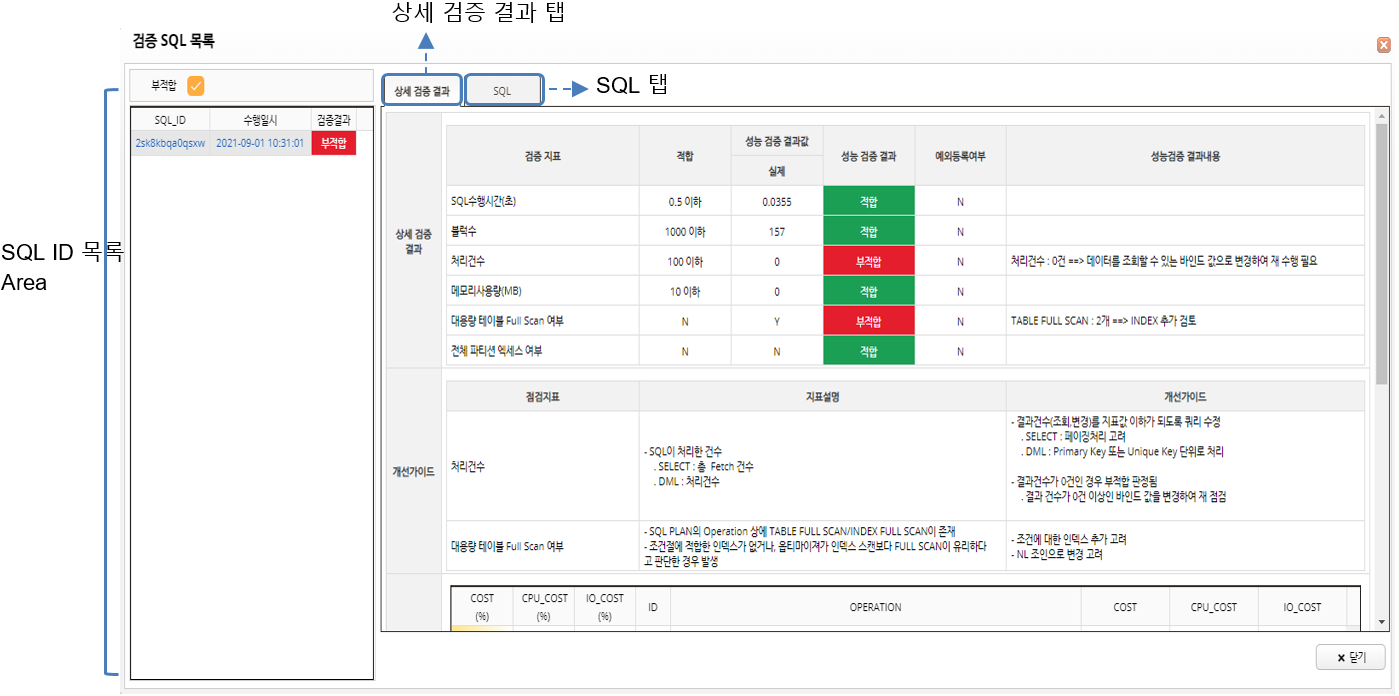 상세 검증 결과 탭
검증 SQL 목록
부적합
상세 검증 결과
SQL
SQL 탭
SQL_ID 수행일시 검증결과
2sk8kbqa0qsxw 2021-09-01 10:31:01 부적합
SQL ID 목록
Area
상세 검증
결과
검증 지표 적합 성능 검증 결과값 성능 검증 결과 예외등록여부 성능검증 결과내용
실제
SQL수행시간(초) 0.5 이하 0.0355 적합 N
블럭수 1000 이하 157 적합 N
처리건수 100 이하 0 부적합 N 처리건수 : 0건 ==> 데이터를 조회할 수 있는 바인드 값으로 변경하여 재 수행 필요
메모리사용량(MB) 10 이하 0 적합 N
대용량 테이블 Full Scan 여부 N Y 부적합 N TABLE FULL SCAN : 2개 ==> INDEX 추가 검토
전체 파티션 엑세스 여부 N N 적합 N
개선가이드
점검지표 지표설명 개선가이드
처리건수
- SQL이 처리한 건수
. SELECT : 총 Fetch 건수
. DML : 처리건수
- 결과건수(조회,변경)를 지표값 이하가 되도록 쿼리 수정
. SELECT : 페이징처리 고려
. DML : Primary Key 또는 Unique Key 단위로 처리
- 결과건수가 0건인 경우 부적합 판정됨
. 결과 건수가 0건 이상인 바인드 값을 변경하여 재 점검
대용량 테이블 Full Scan 여부
- SQL PLAN의 Operation 상에 TABLE FULL SCAN/INDEX FULL SCAN이 존재
- 조건절에 적합한 인덱스가 없거나, 옵티마이져가 인덱스 스캔보다 FULL SCAN이 유리하다
고 판단한 경우 발생
- 조건에 대한 인덱스 추가 고려
- NL 조인으로 변경 고려
COST CPU_COST IO_COST ID OPERATION COST CPU_COST IO_COST
(%) (%) (%)
닫기